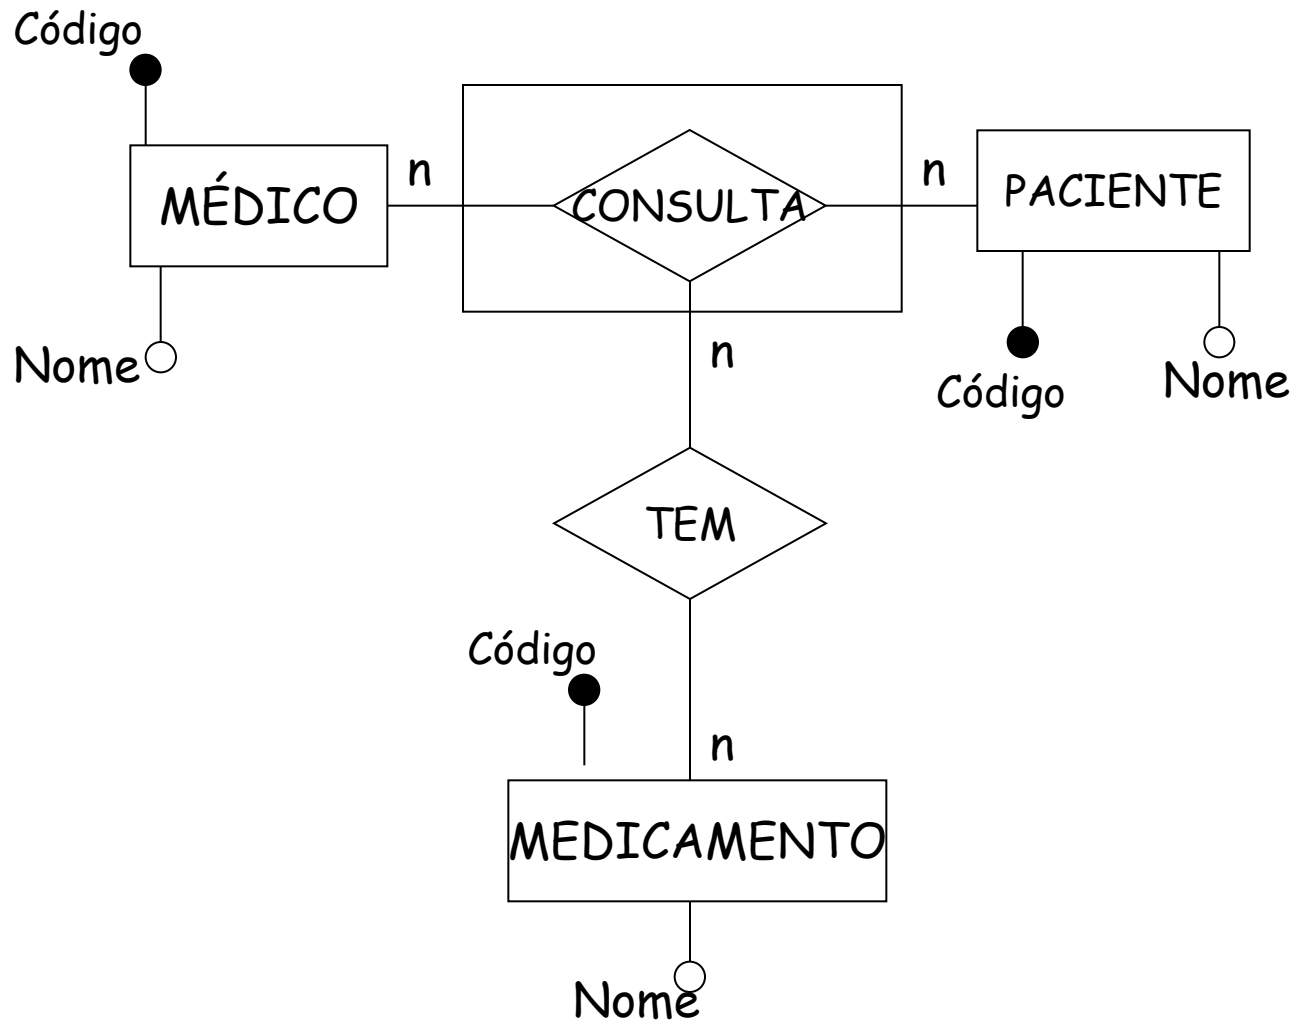 Código
MÉDICO
n
CONSULTA
n
PACIENTE
Nome
n
Código
Nome
TEM
Código
n
MEDICAMENTO
Nome